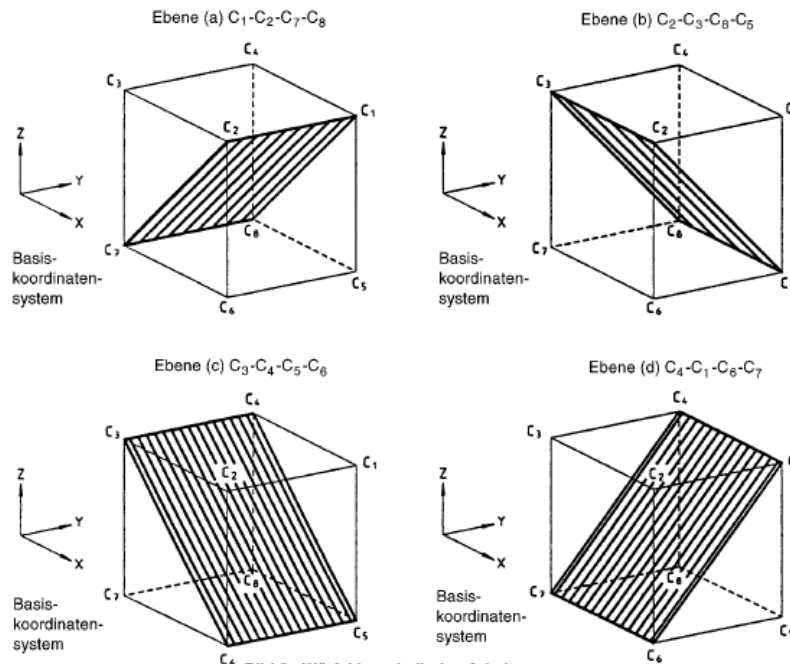 Ebene (a) C₁-C₂-C₇-C₈
C₄
C₃
C₂
C₁
Z
Y
X
C₇
C₈
C₅
C₆
Basis-
koordinaten-
system
Ebene (b) C₂-C₃-C₈-C₅
C₄
C₃
C₂
Z
Y
X
C₇
C₈
C₆
Basis-
koordinaten-
system
Ebene (c) C₃-C₄-C₅-C₆
C₄
C₃
C₂
C₁
Z
Y
X
C₇
C₈
C₅
C₆
Basis-
koordinaten-
system
Ebene (d) C₄-C₁-C₆-C₇
C₄
C₃
C₂
Z
Y
X
C₇
C₈
C₆
Basis-
koordinaten-
system